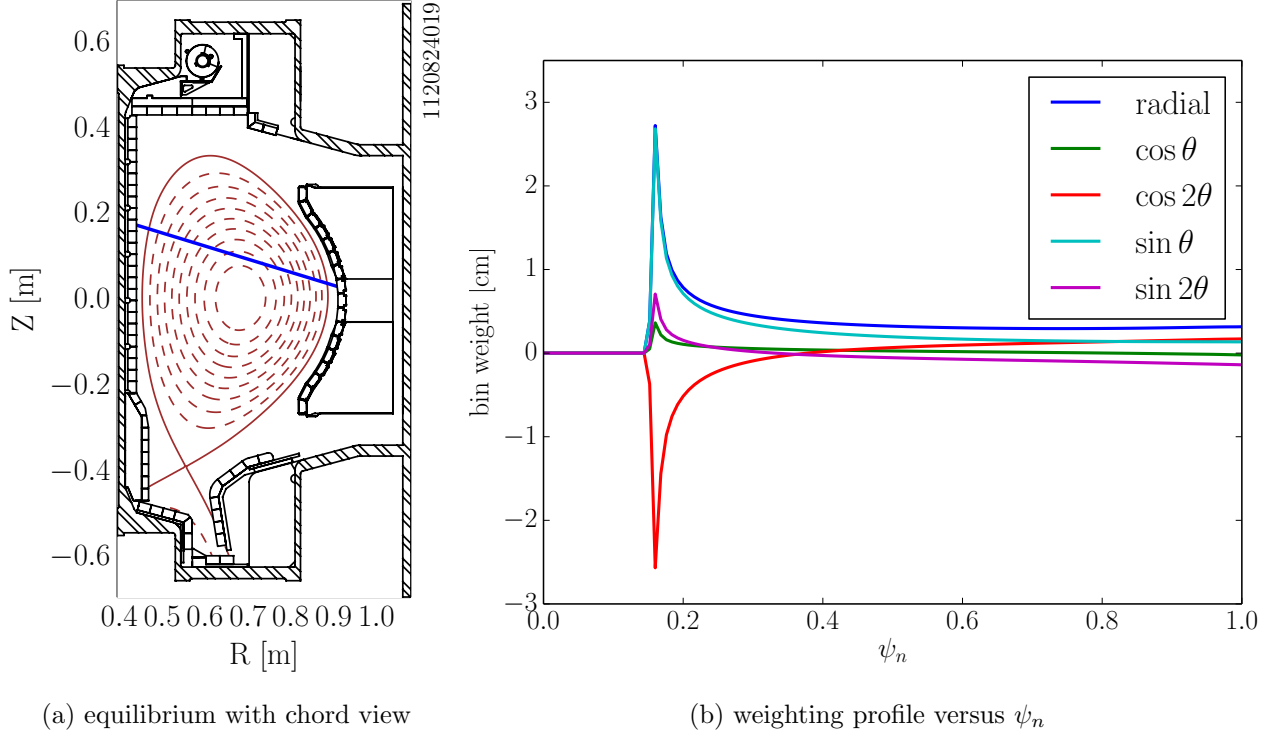 0.6
0.4
0.2
0.0
−0.2
−0.4
−0.6
Z [m]
0.4 0.5 0.6 0.7 0.8 0.9 1.0
R [m]
1120824019
(a) equilibrium with chord view
3
2
1
0
−1
−2
−3
bin weight [cm]
0.0 0.2 0.4 0.6 0.8 1.0
ψn
radial
cos θ
cos 2θ
sin θ
sin 2θ
(b) weighting profile versus ψn